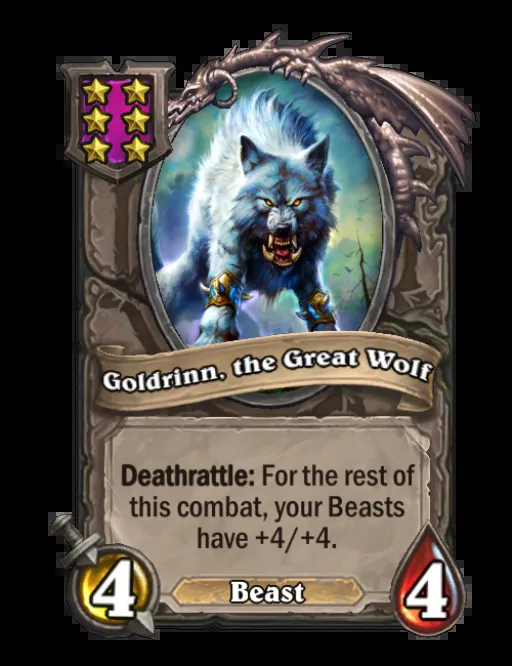 Goldrinn, the Great Wolf
Deathrattle: For the rest of
this combat, your Beasts
have +4/+4.
4
Beast
4